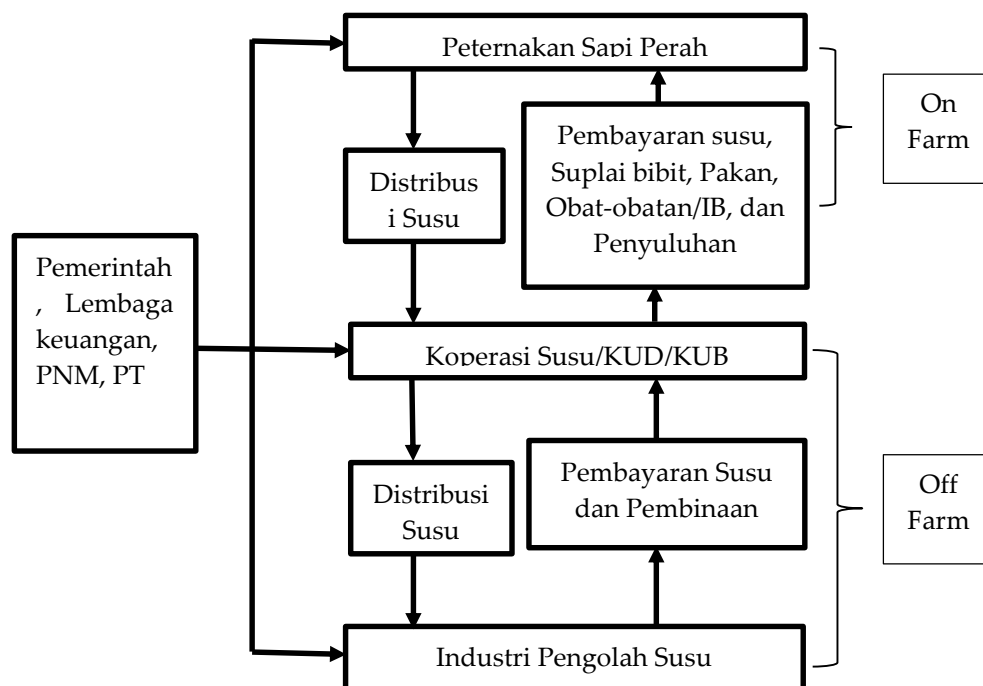 Peternakan Sapi Perah
On
Farm
Pembayaran susu,
Suplai bibit, Pakan,
Obat-obatan/IB, dan
Penyuluhan
Distribus
i Susu
Pemerintah
, Lembaga
keuangan,
PNM, PT
Koperasi Susu/KUD/KUB
Distribusi
Susu
Pembayaran Susu
dan Pembinaan
Off
Farm
Industri Pengolah Susu